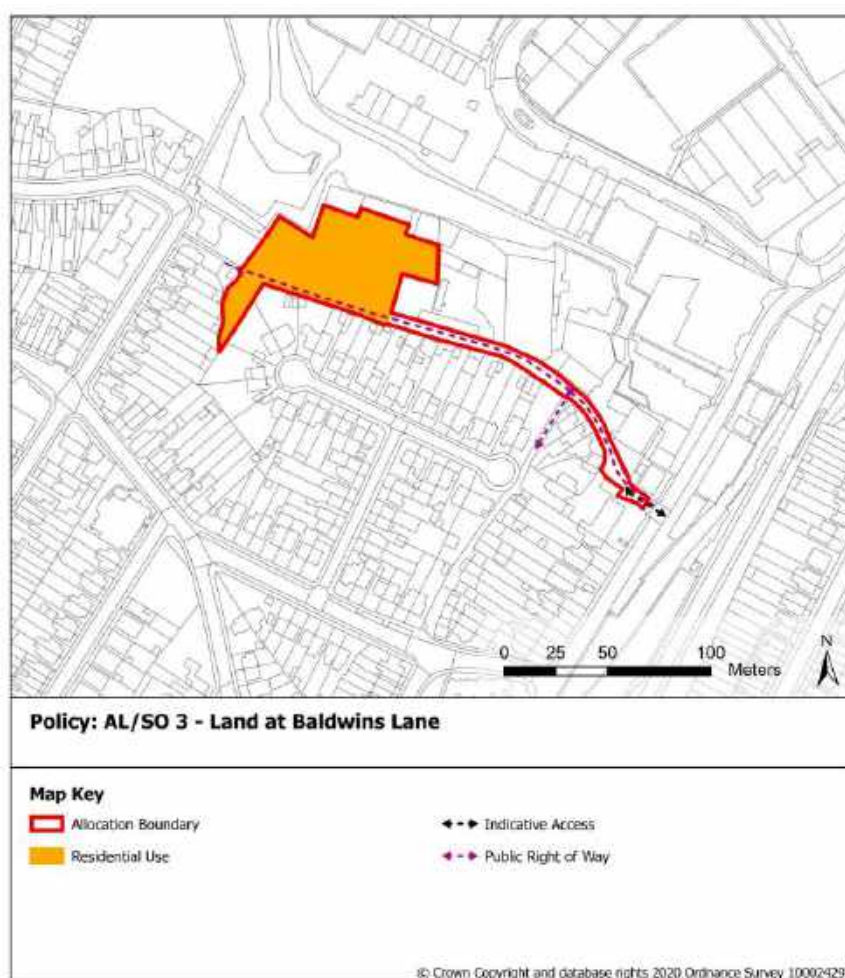 0 25 50 100
Meters
N
Policy: AL/SO 3 - Land at Baldwins Lane
Map Key
Allocation Boundary
Indicative Access
Residential Use
Public Right of Way
© Crown Copyright and database rights 2020 Ordnance Survey 10002429